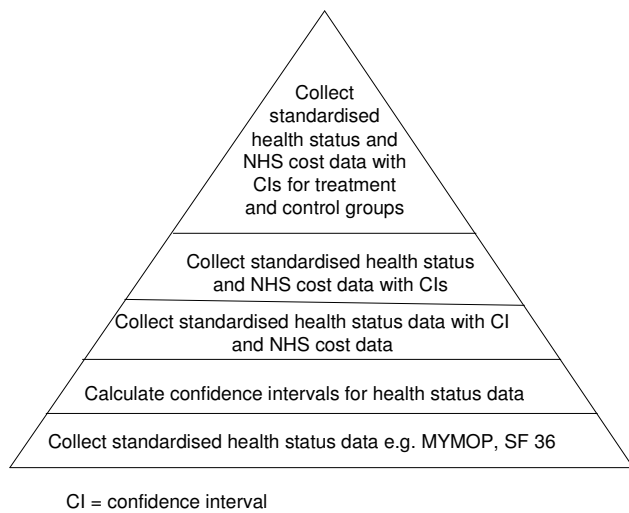 Collect
standardised
health status and
NHS cost data with
CIs for treatment
and control groups
Collect standardised health status
and NHS cost data with CIs
Collect standardised health status data with CI
and NHS cost data
Calculate confidence intervals for health status data
Collect standardised health status data e.g. MYMOP, SF 36
CI = confidence interval